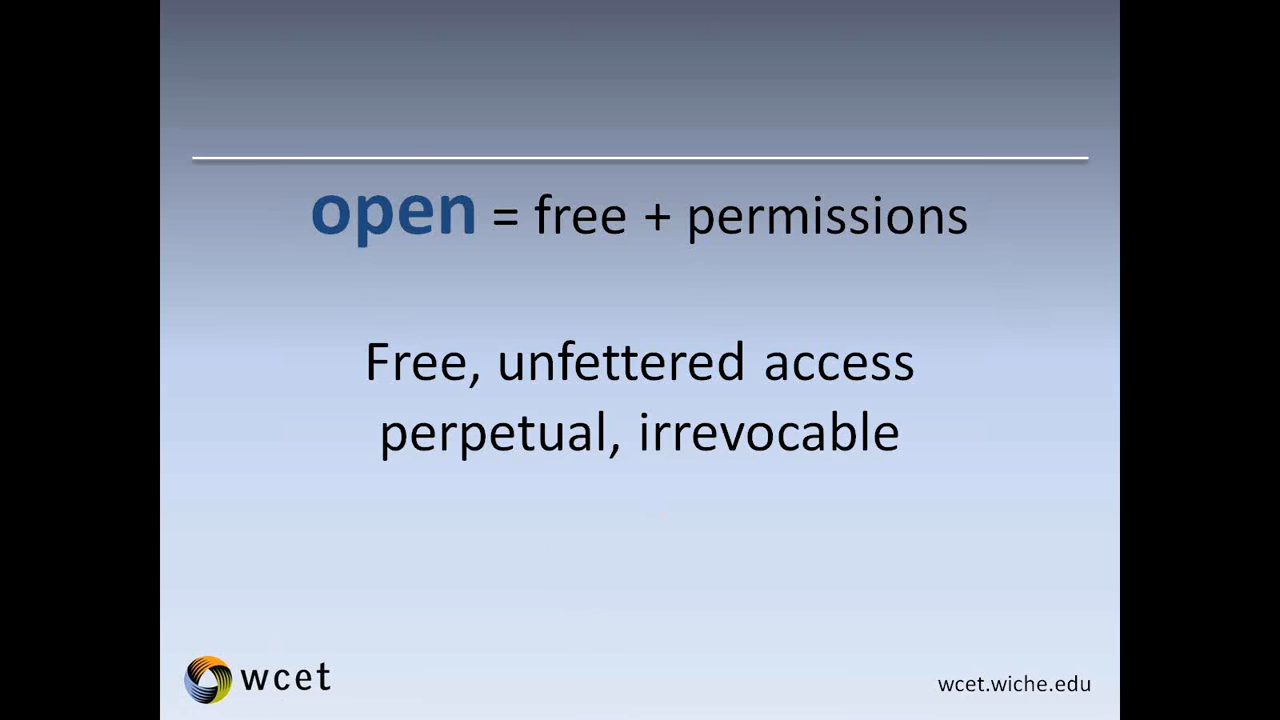 open = free + permissions
Free, unfettered access
perpetual, irrevocable
wcet
wcet.wiche.edu